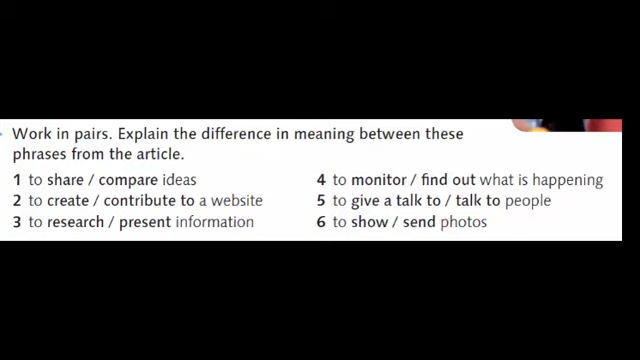 Work in pairs. Explain the difference in meaning between these
phrases from the article.
1 to share / compare ideas
2 to create / contribute to a website
3 to research / present information
4 to monitor / find out what is happening
5 to give a talk to / talk to people
6 to show / send photos